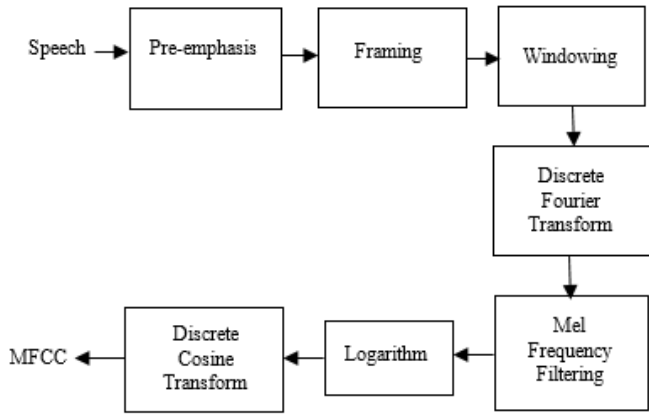 Speech
Pre-emphasis
Framing
Windowing
Discrete
Fourier
Transform
Mel
Frequency
Filtering
Logarithm
Discrete
Cosine
Transform
MFCC